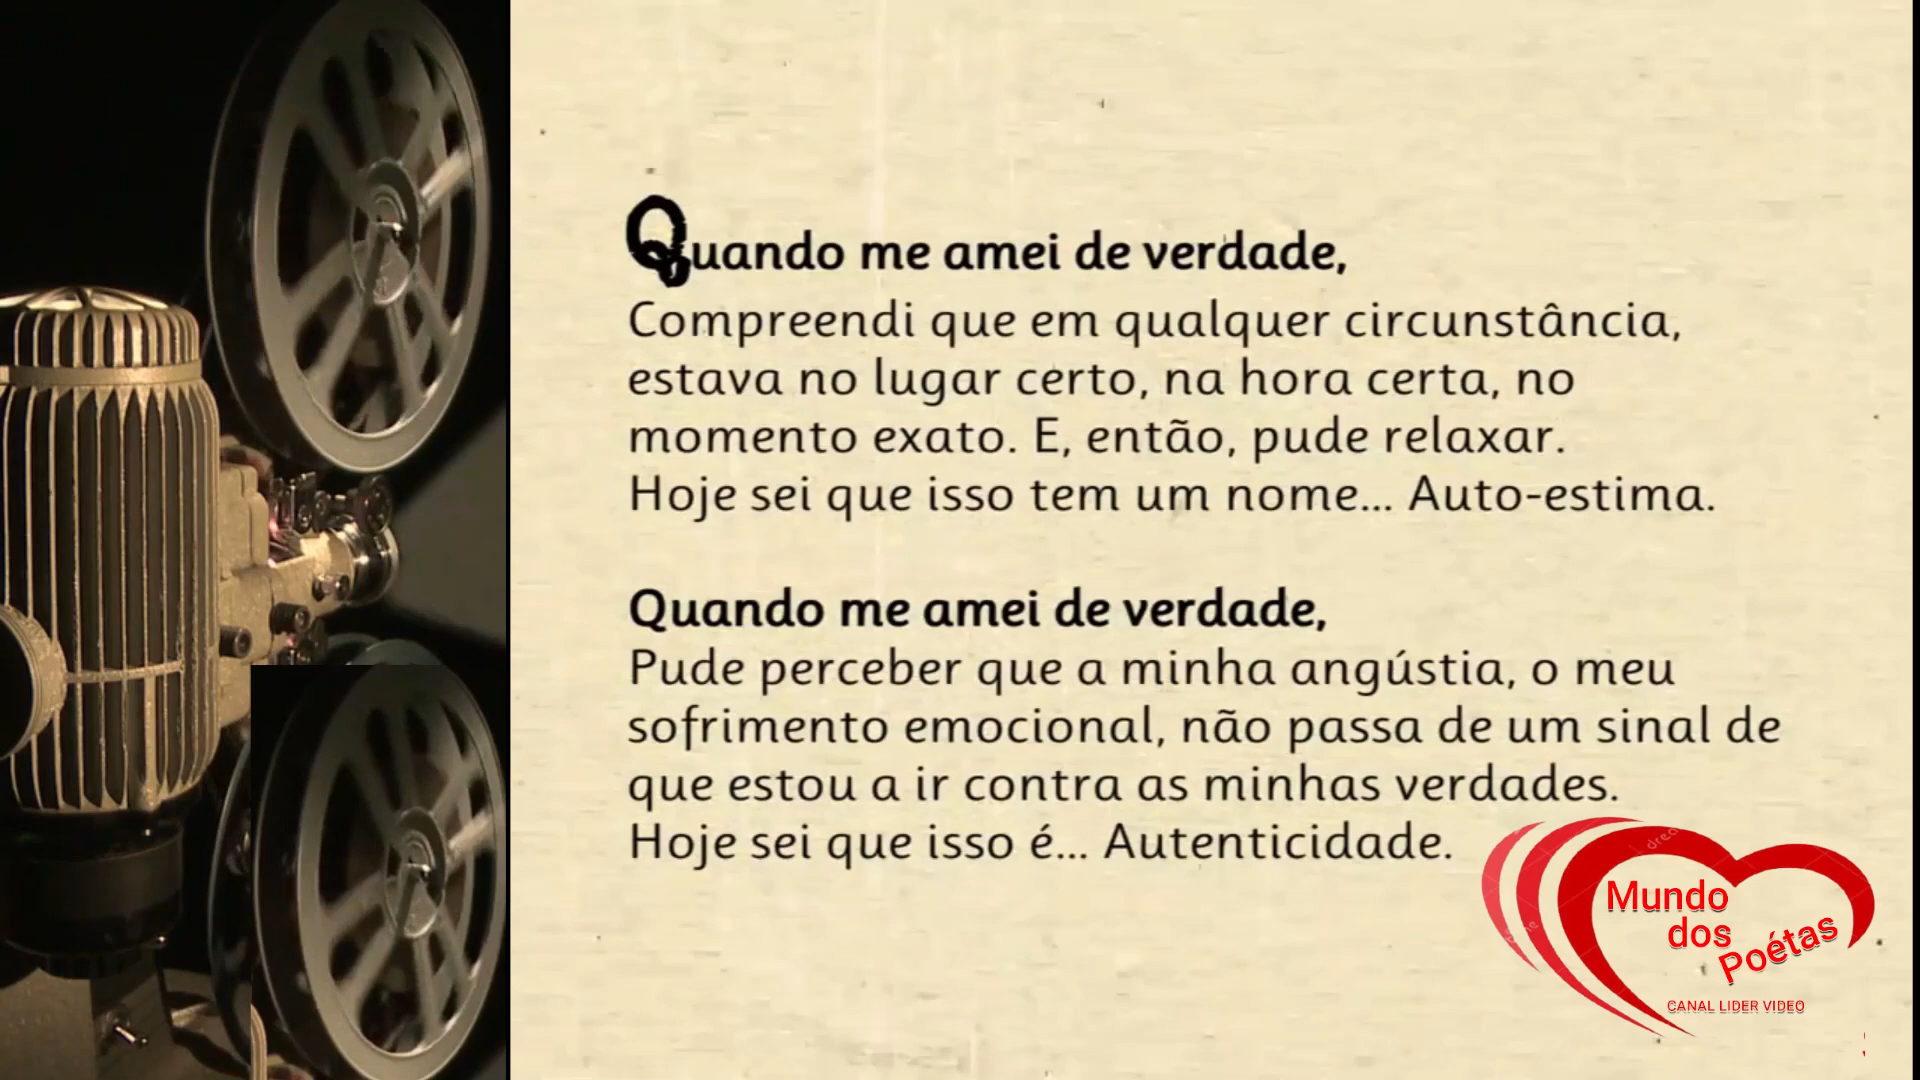 Quando me amei de verdade,
Compreendi que em qualquer circunstância,
estava no lugar certo, na hora certa, no
momento exato. E, então, pude relaxar.
Hoje sei que isso tem um nome... Auto-estima.
Quando me amei de verdade,
Pude perceber que a minha angústia, o meu
sofrimento emocional, não passa de um sinal de
que estou a ir contra as minhas verdades.
Hoje sei que isso é... Autenticidade.
Mundo
dos
Poétas
CANAL LIDER VIDEO